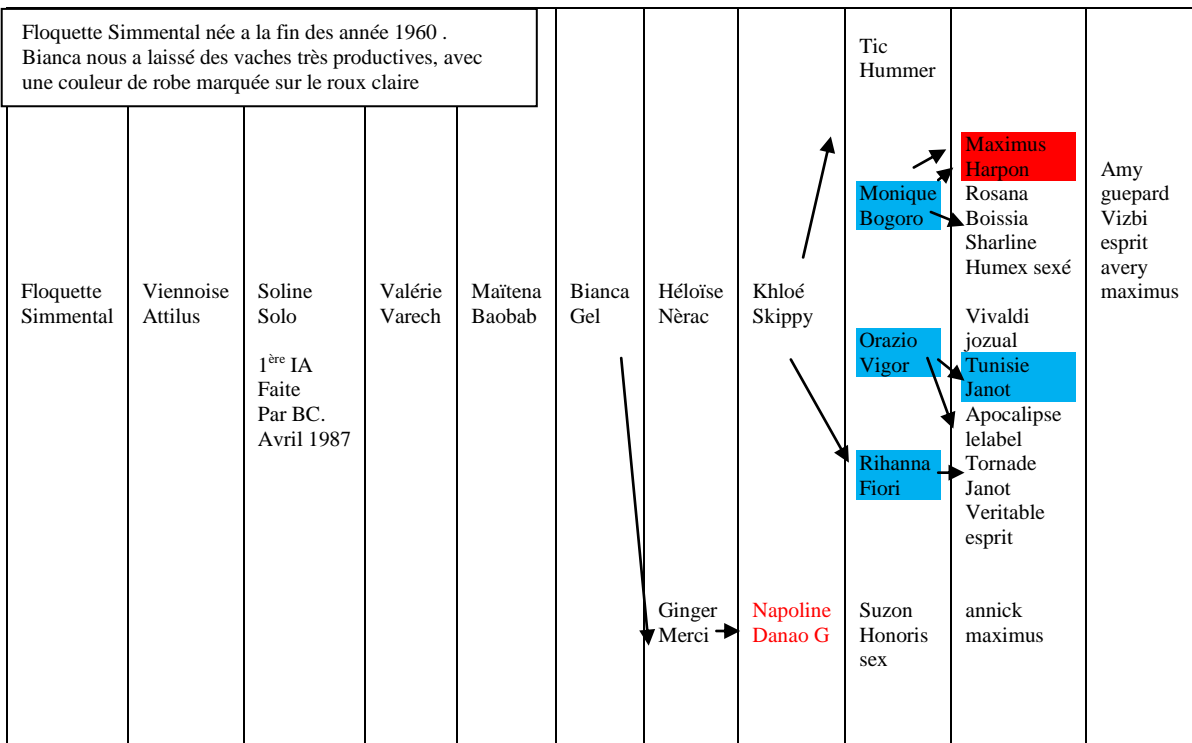 Floquette Simmental née a la fin des année 1960 .
Bianca nous a laissé des vaches très productives, avec
une couleur de robe marquée sur le roux claire
Floquette
Simmental
Viennoise
Attilus
Soline
Solo
1ère IA
Faite
Par BC.
Avril 1987
Valérie
Varech
Maïtena
Baobab
Bianca
Gel
Héloïse
Nèrac
Ginger
Merci
Khloé
Skippy
Napoline
Danao G
Tic
Hummer
Monique
Bogoro
Orazio
Vigor
Rihanna
Fiori
Suzon
Honoris
sex
Maximus
Harpon
Rosana
Boissia
Sharline
Humex sexé
Vivaldi
jozual
Tunisie
Janot
Apocalipse
lelabel
Tornade
Janot
Veritable
esprit
annick
maximus
Amy
guepard
Vizbi
esprit
avery
maximus